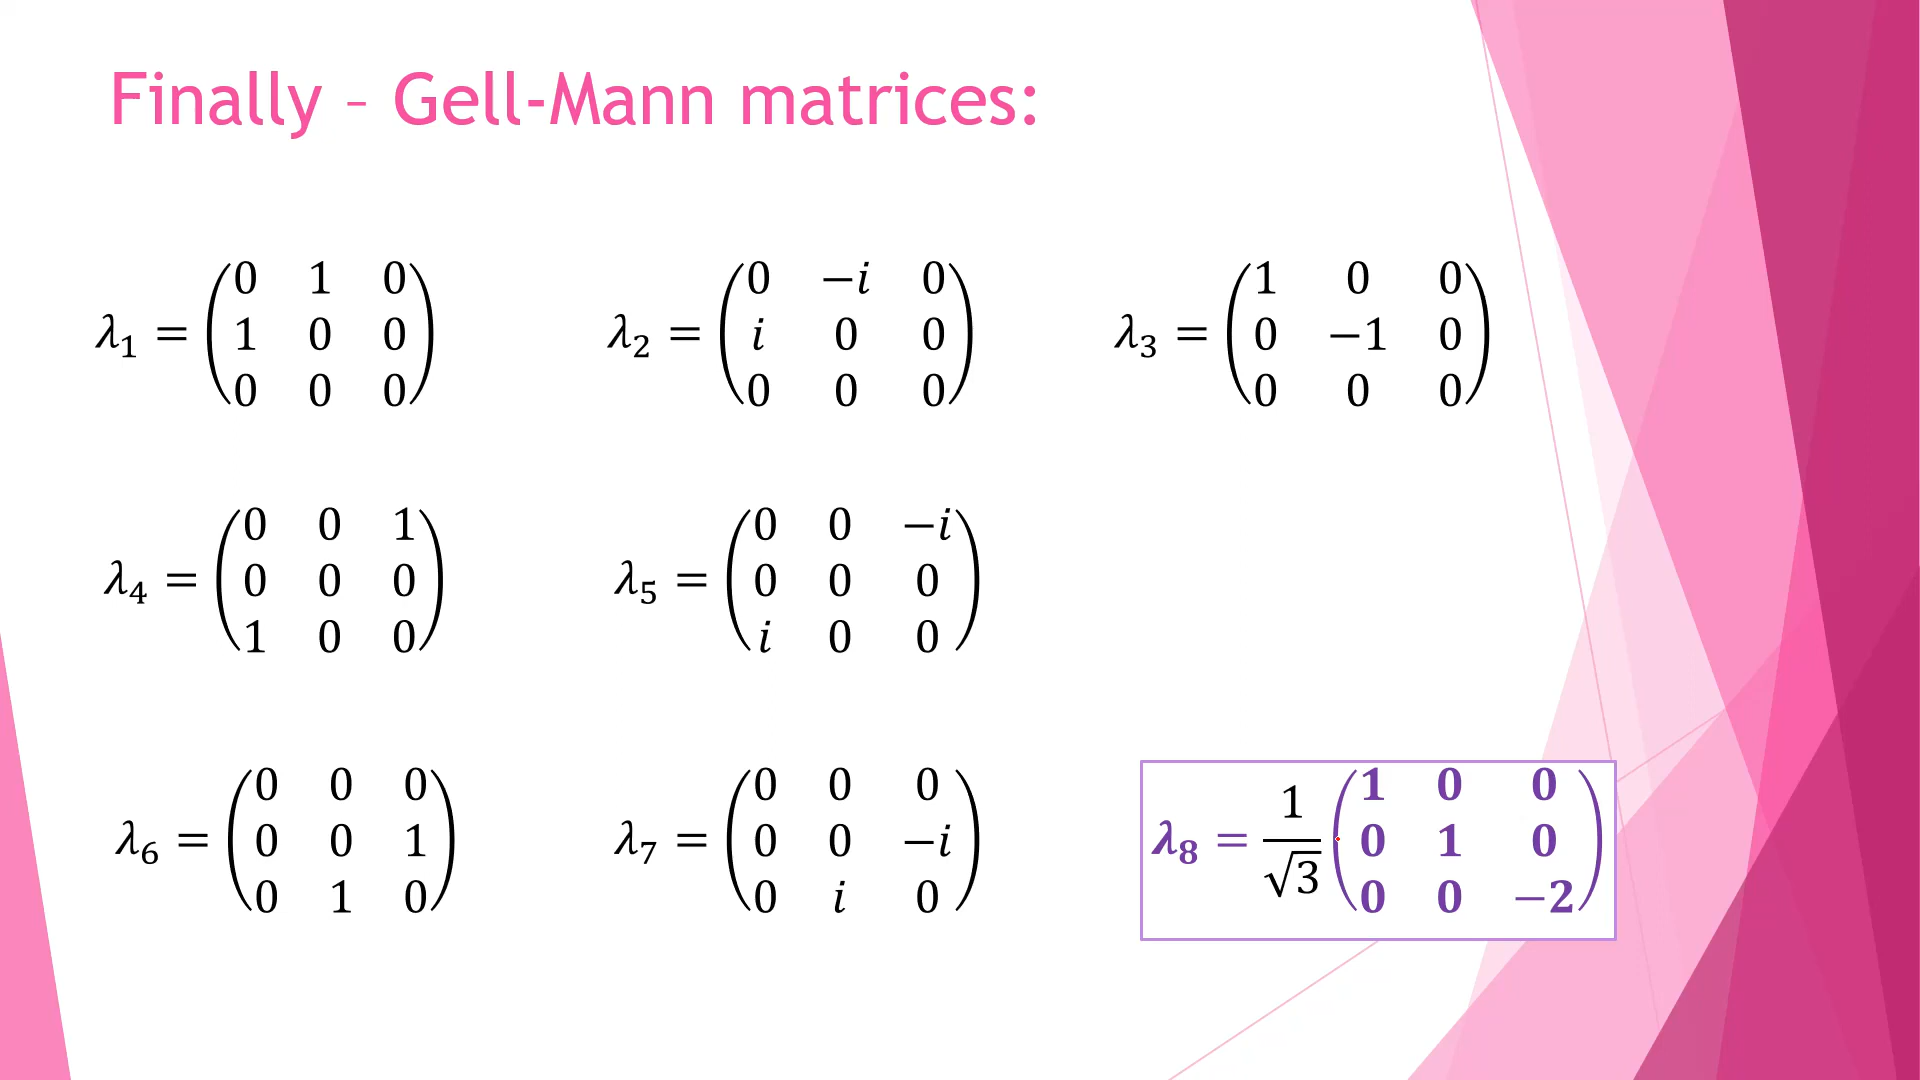 Finally – Gell-Mann matrices:
λ₁ = (0 1 0; 1 0 0; 0 0 0)
λ₂ = (0 −i 0; i 0 0; 0 0 0)
λ₃ = (1 0 0; 0 −1 0; 0 0 0)
λ₄ = (0 0 1; 0 0 0; 1 0 0)
λ₅ = (0 0 −i; 0 0 0; i 0 0)
λ₆ = (0 0 0; 0 0 1; 0 1 0)
λ₇ = (0 0 0; 0 0 −i; 0 i 0)
λ₈ = 1/√3 (1 0 0; 0 1 0; 0 0 −2)